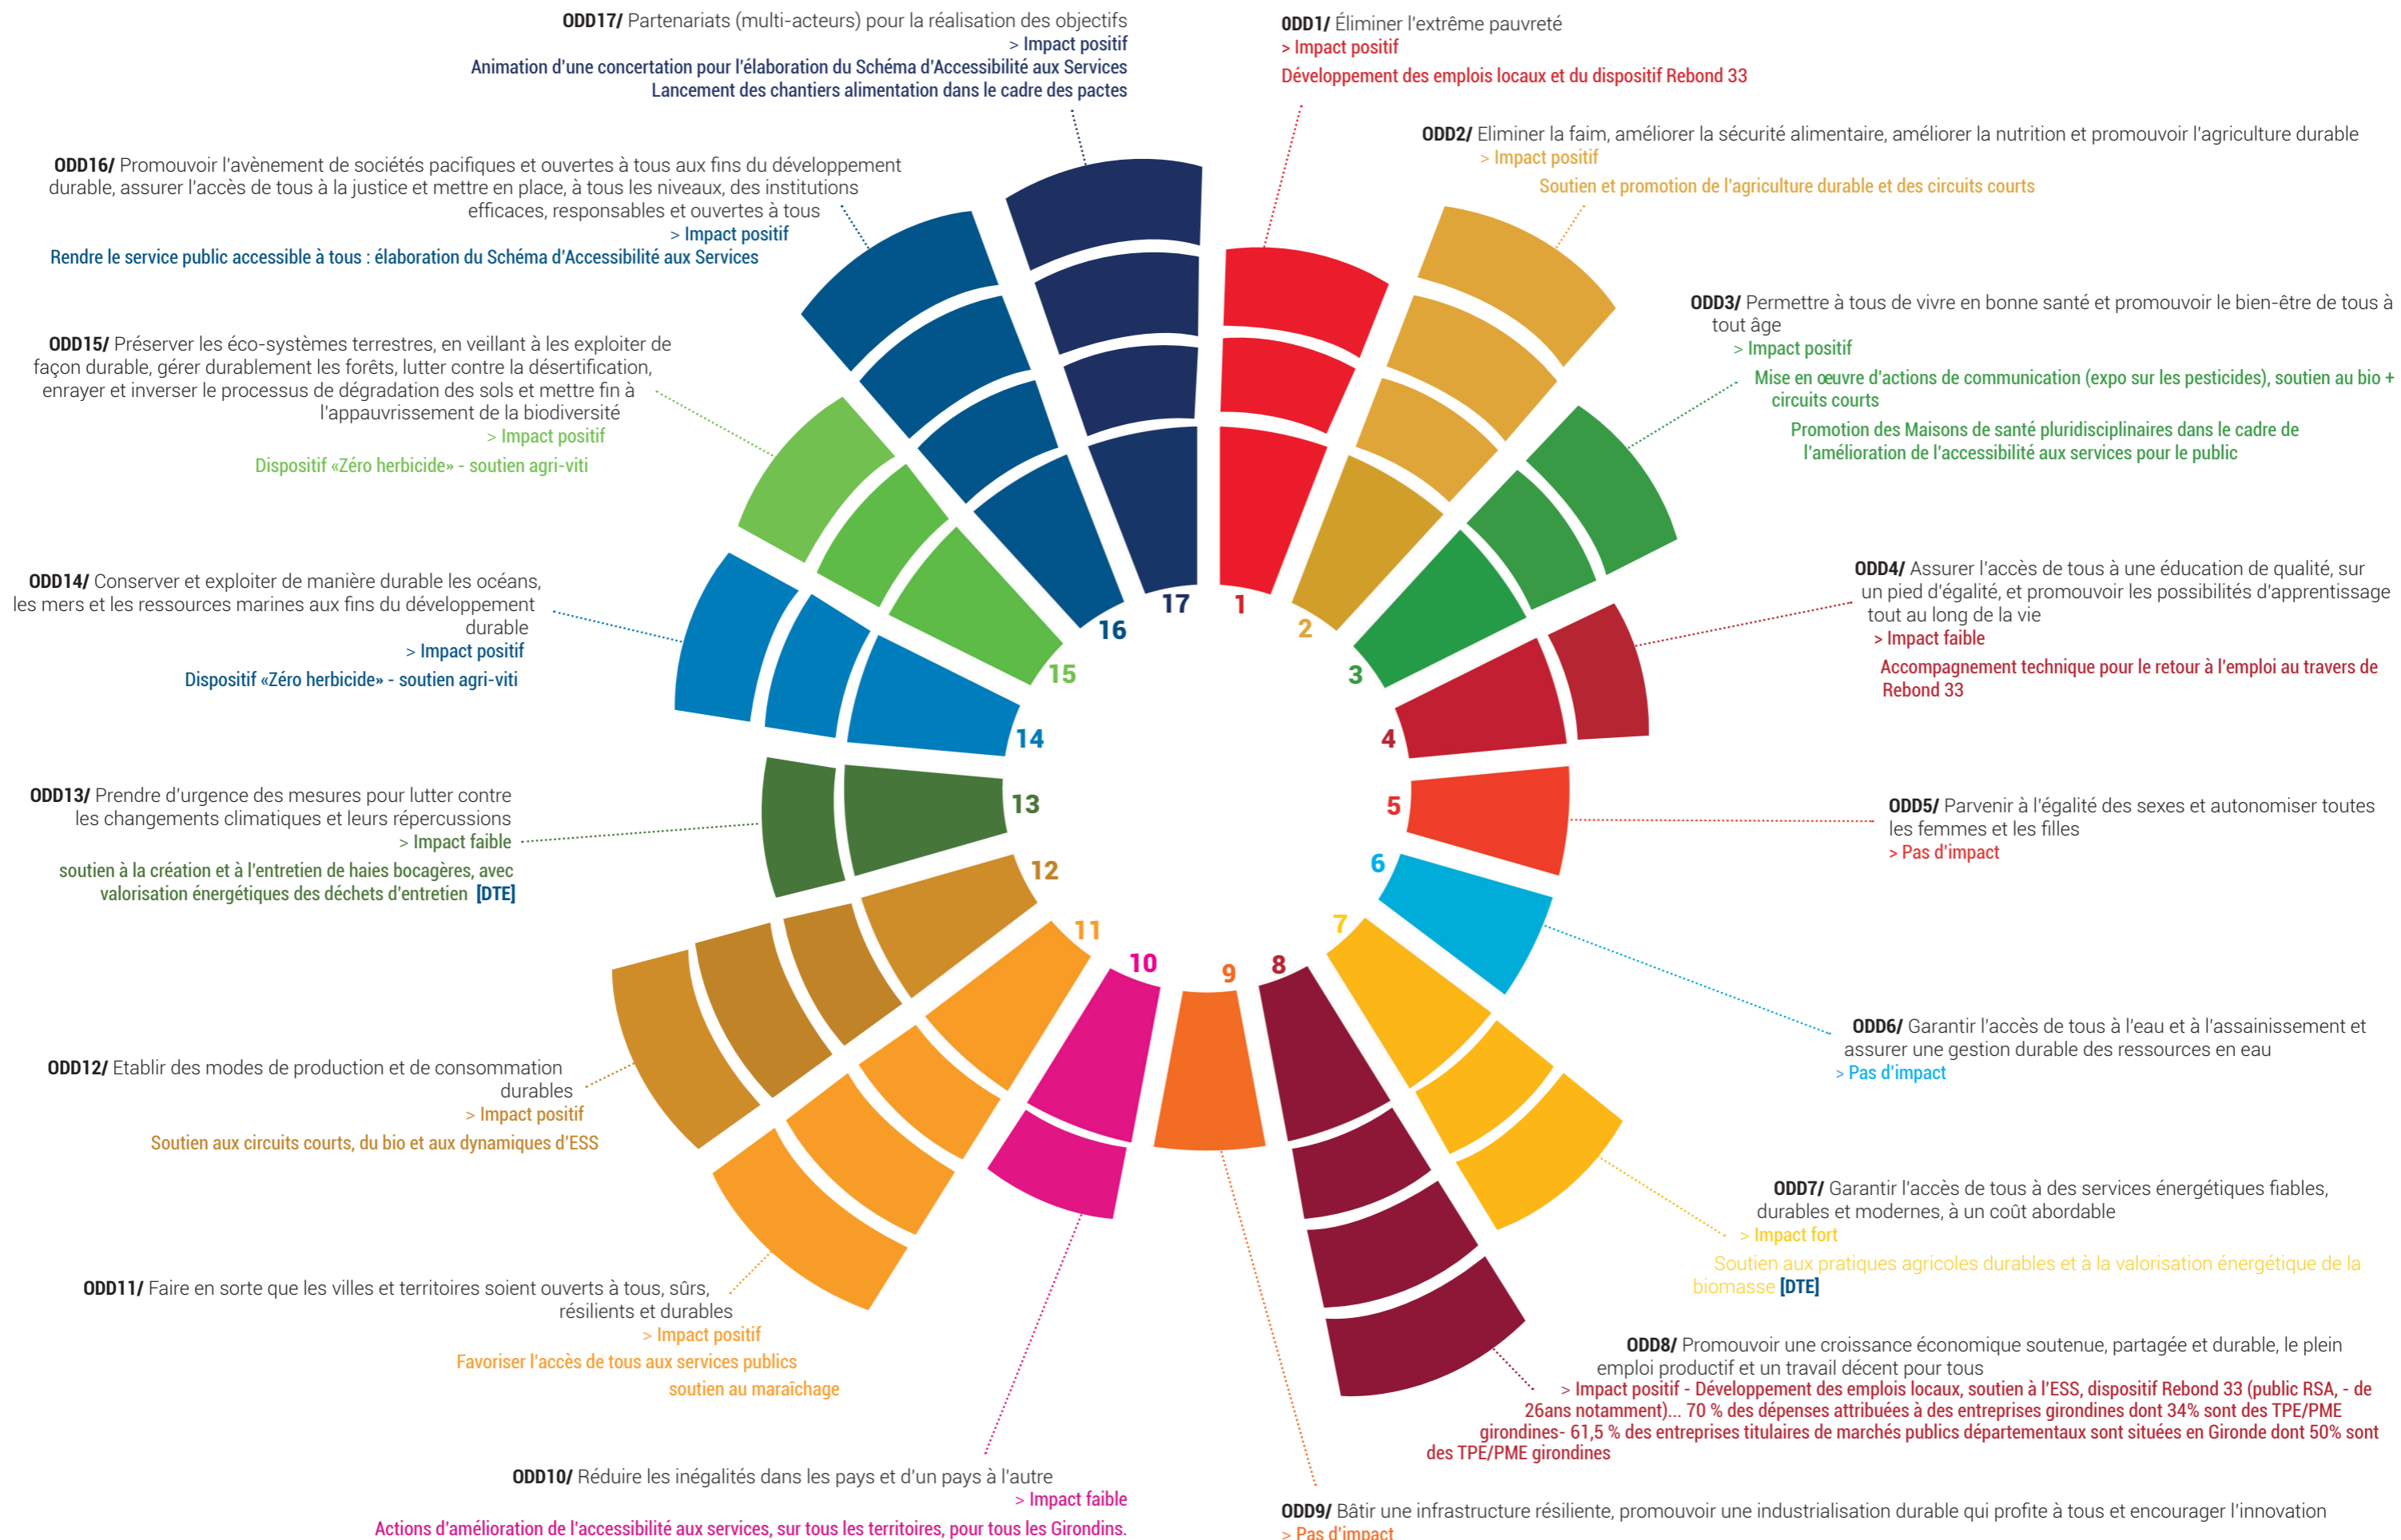 ODD17/ Partenariats (multi-acteurs) pour la réalisation des objectifs
> Impact positif
Animation d'une concertation pour l'élaboration du Schéma d'Accessibilité aux Services
Lancement des chantiers alimentation dans le cadre des pactes
0DD1/ Éliminer l'extrême pauvreté
> Impact positif
Développement des emplois locaux et du dispositif Rebond 33
ODD2/ Eliminer la faim, améliorer la sécurité alimentaire, améliorer la nutrition et promouvoir l'agriculture durable
> Impact positif
Soutien et promotion de l'agriculture durable et des circuits courts
ODD16/ Promouvoir l'avènement de sociétés pacifiques et ouvertes à tous aux fins du développement
durable, assurer l'accès de tous à la justice et mettre en place, à tous les niveaux, des institutions
efficaces, responsables et ouvertes à tous
> Impact positif
Rendre le service public accessible à tous : élaboration du Schéma d'Accessibilité aux Services
ODD3/ Permettre à tous de vivre en bonne santé et promouvoir le bien-être de tous à
tout âge
> Impact positif
Mise en œuvre d'actions de communication (expo sur les pesticides), soutien au bio +
circuits courts
Promotion des Maisons de santé pluridisciplinaires dans le cadre de
l'amélioration de l'accessibilité aux services pour le public
ODD15/ Préserver les éco-systèmes terrestres, en veillant à les exploiter de
façon durable, gérer durablement les forêts, lutter contre la désertification,
enrayer et inverser le processus de dégradation des sols et mettre fin à
l'appauvrissement de la biodiversité
> Impact positif
Dispositif «Zéro herbicide» - soutien agri-viti
ODD4/ Assurer l'accès de tous à une éducation de qualité, sur
un pied d'égalité, et promouvoir les possibilités d'apprentissage
tout au long de la vie
> Impact faible
Accompagnement technique pour le retour à l'emploi au travers de
Rebond 33
ODD14/ Conserver et exploiter de manière durable les océans,
les mers et les ressources marines aux fins du développement
durable
> Impact positif
Dispositif «Zéro herbicide» - soutien agri-viti
17
1
16
2
15
3
14
4
13
5
12
6
11
7
10
9
8
ODD13/ Prendre d'urgence des mesures pour lutter contre
les changements climatiques et leurs répercussions
> Impact faible
soutien à la création et à l'entretien de haies bocagères, avec
valorisation énergétiques des déchets d'entretien [DTE]
ODD5/ Parvenir à l'égalité des sexes et autonomiser toutes
les femmes et les filles
> Pas d'impact
ODD6/ Garantir l'accès de tous à l'eau et à l'assainissement et
assurer une gestion durable des ressources en eau
> Pas d'impact
ODD12/ Etablir des modes de production et de consommation
durables
> Impact positif
Soutien aux circuits courts, du bio et aux dynamiques d'ESS
ODD7/ Garantir l'accès de tous à des services énergétiques fiables,
durables et modernes, à un coût abordable
> Impact fort
Soutien aux pratiques agricoles durables et à la valorisation énergétique de la
biomasse [DTE]
ODD11/ Faire en sorte que les villes et territoires soient ouverts à tous, sûrs,
résilients et durables
> Impact positif
Favoriser l'accès de tous aux services publics
soutien au maraîchage
ODD8/ Promouvoir une croissance économique soutenue, partagée et durable, le plein
emploi productif et un travail décent pour tous
> Impact positif - Développement des emplois locaux, soutien à l'ESS, dispositif Rebond 33 (public RSA, - de
26ans notamment)... 70 % des dépenses attribuées à des entreprises girondines dont 34% sont des TPE/PME
girondines- 61,5 % des entreprises titulaires de marchés publics départementaux sont situées en Gironde dont 50% sont
des TPE/PME girondines
ODD10/ Réduire les inégalités dans les pays et d'un pays à l'autre
> Impact faible
Actions d'amélioration de l'accessibilité aux services, sur tous les territoires, pour tous les Girondins.
ODD9/ Bâtir une infrastructure résiliente, promouvoir une industrialisation durable qui profite à tous et encourager l'innovation
> Pas d'impact